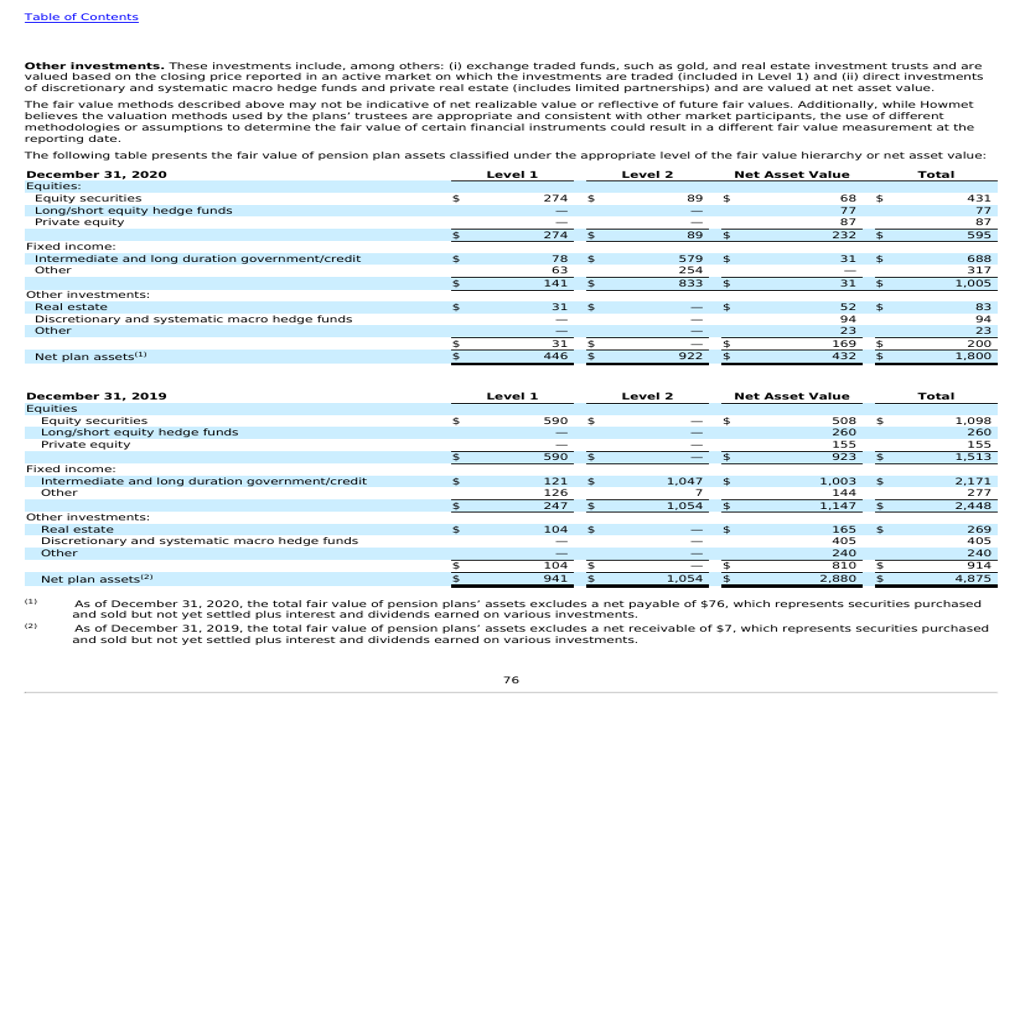 Table of Contents
Other investments. These investments include, among others: (i) exchange traded funds, such as gold, and real estate investment trusts and are
valued based on the closing price reported in an active market on which the investments are traded (included in Level 1) and (ii) direct investments
of discretionary and systematic macro hedge funds and private real estate (includes limited partnerships) and are valued at net asset value.
The fair value methods described above may not be indicative of net realizable value or reflective of future fair values. Additionally, while Howmet
believes the valuation methods used by the plans’ trustees are appropriate and consistent with other market participants, the use of different
methodologies or assumptions to determine the fair value of certain financial instruments could result in a different fair value measurement at the
reporting date.
The following table presents the fair value of pension plan assets classified under the appropriate level of the fair value hierarchy or net asset value:
December 31, 2020 Level 1 Level 2 Net Asset Value Total
Equities:
Equity securities $ 274 $ 89 $ 68 $ 431
Long/short equity hedge funds — — 77 77
Private equity — — 87 87
$ 274 $ 89 $ 232 $ 595
Fixed income:
Intermediate and long duration government/credit $ 78 $ 579 $ 31 $ 688
Other 63 254 — 317
$ 141 $ 833 $ 31 $ 1,005
Other investments:
Real estate $ 31 $ — $ 52 $ 83
Discretionary and systematic macro hedge funds — — 94 94
Other — — 23 23
$ 31 $ — $ 169 $ 200
Net plan assets(1) $ 446 $ 922 $ 432 $ 1,800
December 31, 2019 Level 1 Level 2 Net Asset Value Total
Equities
Equity securities $ 590 $ — $ 508 $ 1,098
Long/short equity hedge funds — — 260 260
Private equity — — 155 155
$ 590 $ — $ 923 $ 1,513
Fixed income:
Intermediate and long duration government/credit $ 121 $ 1,047 $ 1,003 $ 2,171
Other 126 7 144 277
$ 247 $ 1,054 $ 1,147 $ 2,448
Other investments:
Real estate $ 104 $ — $ 165 $ 269
Discretionary and systematic macro hedge funds — — 405 405
Other — — 240 240
$ 104 $ — $ 810 $ 914
Net plan assets(2) $ 941 $ 1,054 $ 2,880 $ 4,875
(1) As of December 31, 2020, the total fair value of pension plans’ assets excludes a net payable of $76, which represents securities purchased
and sold but not yet settled plus interest and dividends earned on various investments.
(2) As of December 31, 2019, the total fair value of pension plans’ assets excludes a net receivable of $7, which represents securities purchased
and sold but not yet settled plus interest and dividends earned on various investments.
76